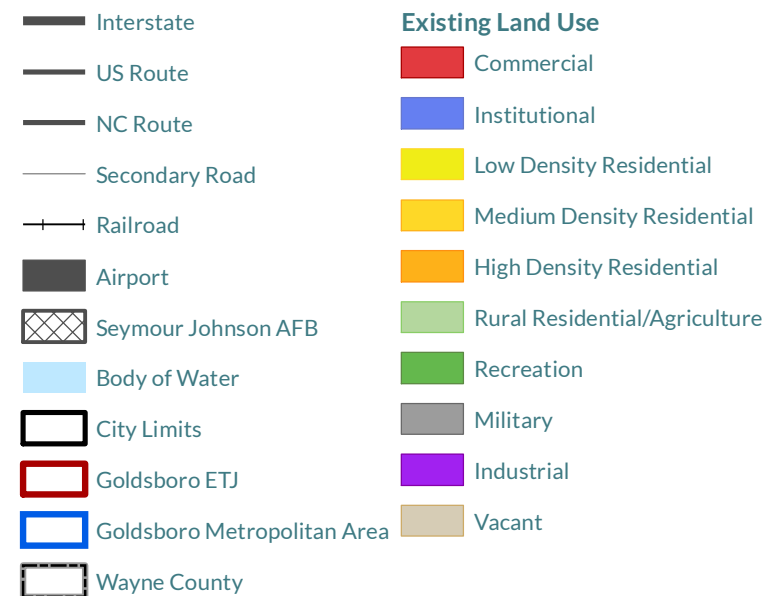 Interstate
US Route
NC Route
Secondary Road
Railroad
Airport
Seymour Johnson AFB
Body of Water
City Limits
Goldsboro ETJ
Goldsboro Metropolitan Area
Wayne County
Existing Land Use
Commercial
Institutional
Low Density Residential
Medium Density Residential
High Density Residential
Rural Residential/Agriculture
Recreation
Military
Industrial
Vacant